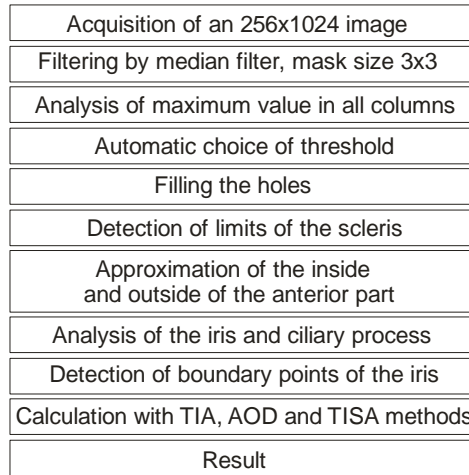 Acquisition of an 256x1024 image
Filtering by median filter, mask size 3x3
Analysis of maximum value in all columns
Automatic choice of threshold
Filling the holes
Detection of limits of the scleris
Approximation of the inside
and outside of the anterior part
Analysis of the iris and ciliary process
Detection of boundary points of the iris
Calculation with TIA, AOD and TISA methods
Result